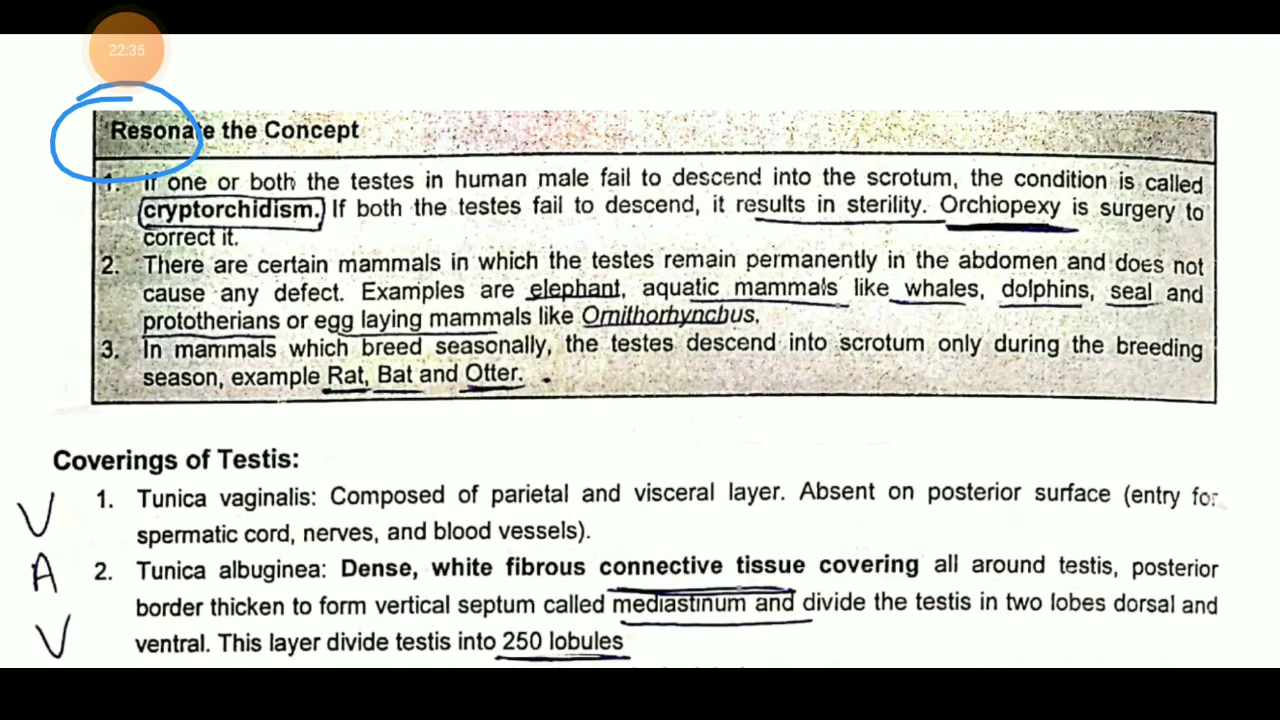 22:35
Resonate the Concept
1. If one or both the testes in human male fail to descend into the scrotum, the condition is called
cryptorchidism. If both the testes fail to descend, it results in sterility. Orchiopexy is surgery to
correct it.
2. There are certain mammals in which the testes remain permanently in the abdomen and does not
cause any defect. Examples are elephant, aquatic mammals like whales, dolphins, seal and
prototherians or egg laying mammals like Ornithorhyncbus.
3. In mammals which breed seasonally, the testes descend into scrotum only during the breeding
season, example Rat, Bat and Otter.
Coverings of Testis:
V 1. Tunica vaginalis: Composed of parietal and visceral layer. Absent on posterior surface (entry for
spermatic cord, nerves, and blood vessels).
A 2. Tunica albuginea: Dense, white fibrous connective tissue covering all around testis, posterior
border thicken to form vertical septum called mediastinum and divide the testis in two lobes dorsal and
V ventral. This layer divide testis into 250 lobules